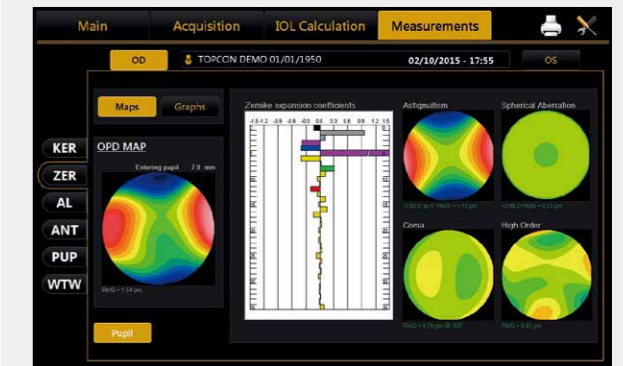 Main Acquisition IOL Calculation Measurements
OD TOPCON DEMO 01/01/1950 02/10/2015 - 17:55 OS
Maps Graphs
Zernike expansion coefficients
Astigmatism
Spherical Aberration
KER
ZER
AL
ANT
PUP
WTW
OPD MAP
Entering pupil 7.0 mm
Coma
High Order
Pupil